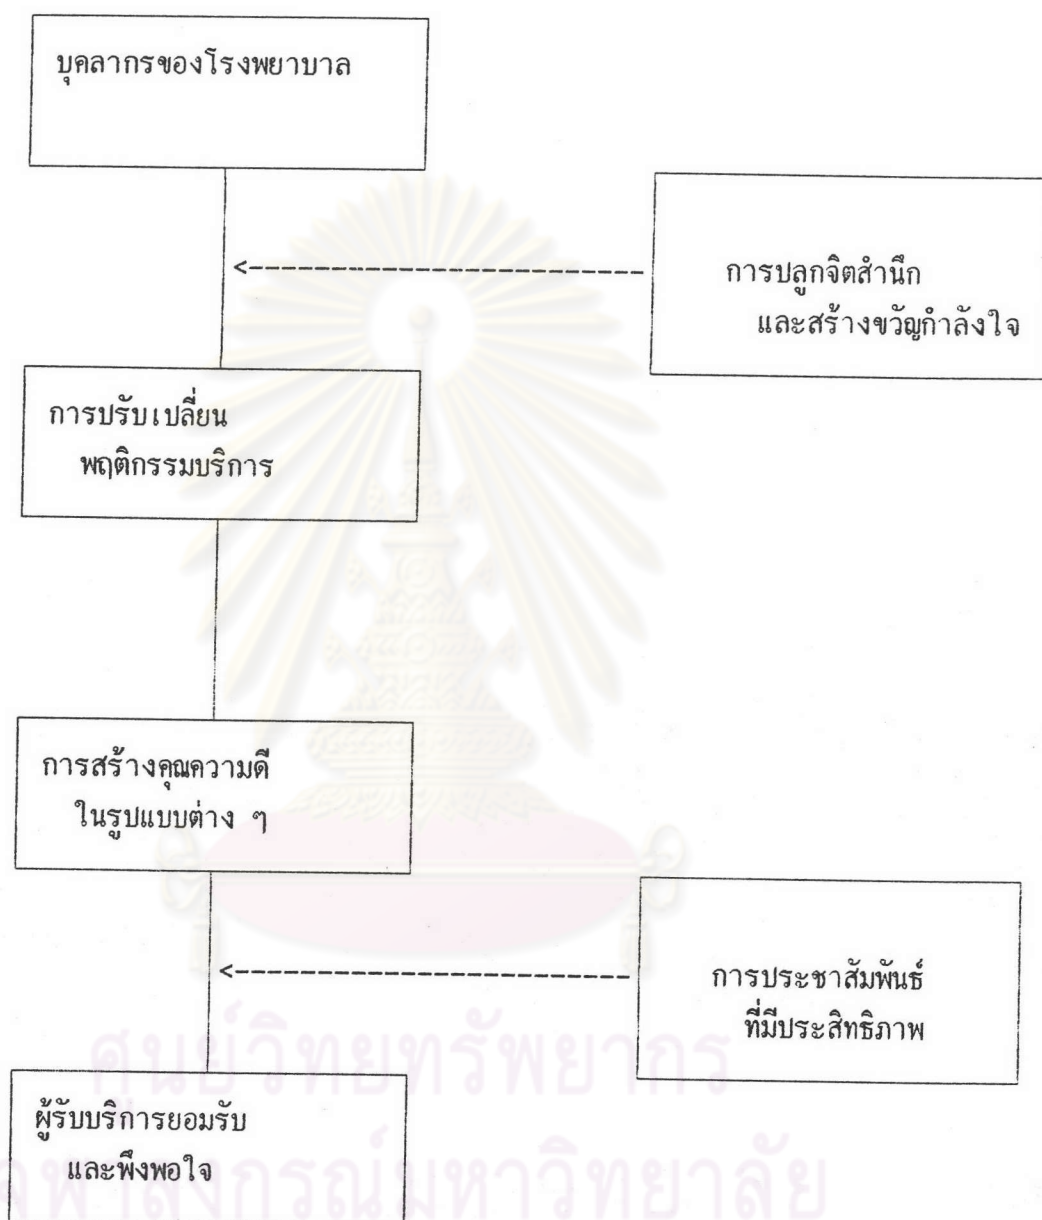 บุคลากรของโรงพยาบาล
การปลูกจิตสำนึก
และสร้างขวัญกำลังใจ
การปรับเปลี่ยน
พฤติกรรมบริการ
การสร้างคุณความดี
ในรูปแบบต่าง ๆ
การประชาสัมพันธ์
ที่มีประสิทธิภาพ
ศูนย์วิทยทรัพยากร
ผู้รับบริการยอมรับ
และพึงพอใจ
จุฬาลงกรณ์มหาวิทยาลัย